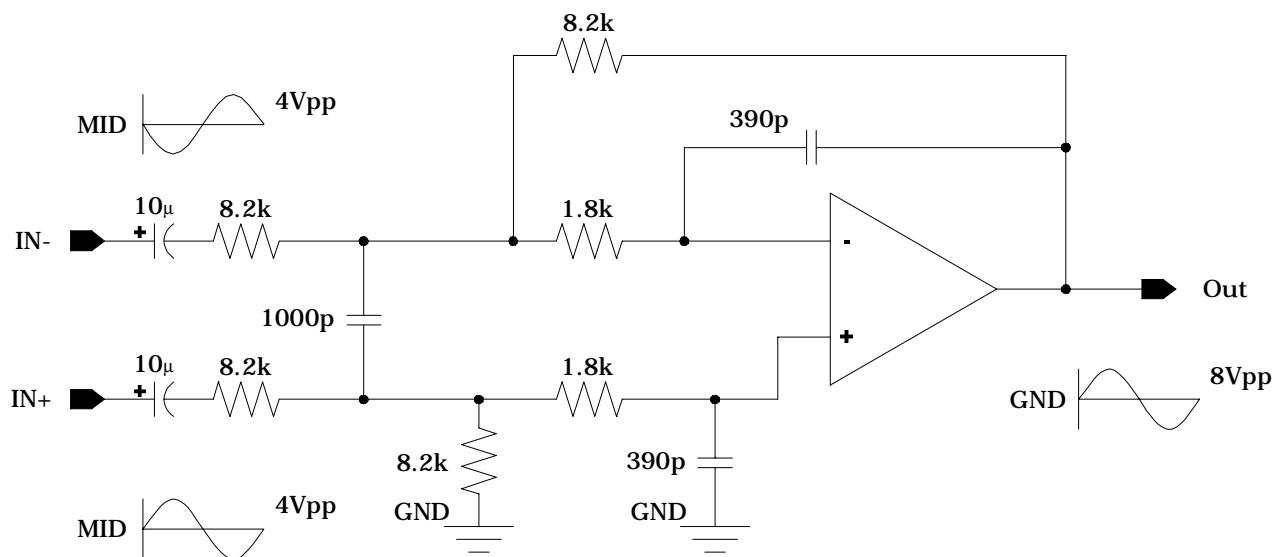 8.2k
4Vpp
MID
390p
10µ
8.2k
1.8k
IN-
-
Out
1000p
10µ
8.2k
1.8k
+
IN+
8Vpp
GND
8.2k
390p
4Vpp
GND
GND
MID